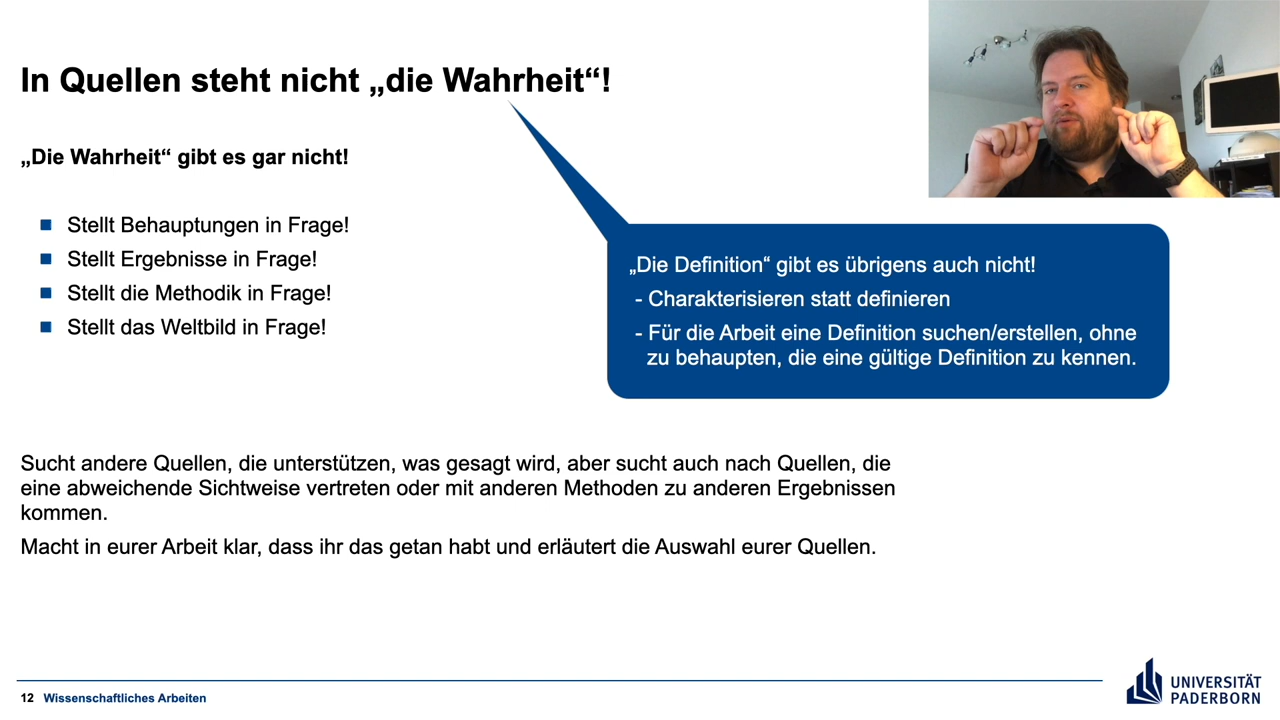 In Quellen steht nicht „die Wahrheit“!
„Die Wahrheit“ gibt es gar nicht!
Stellt Behauptungen in Frage!
Stellt Ergebnisse in Frage!
Stellt die Methodik in Frage!
Stellt das Weltbild in Frage!
„Die Definition“ gibt es übrigens auch nicht!
- Charakterisieren statt definieren
- Für die Arbeit eine Definition suchen/erstellen, ohne
zu behaupten, die eine gültige Definition zu kennen.
Sucht andere Quellen, die unterstützen, was gesagt wird, aber sucht auch nach Quellen, die
eine abweichende Sichtweise vertreten oder mit anderen Methoden zu anderen Ergebnissen
kommen.
Macht in eurer Arbeit klar, dass ihr das getan habt und erläutert die Auswahl eurer Quellen.
12 Wissenschaftliches Arbeiten
UNIVERSITÄT
PADERBORN